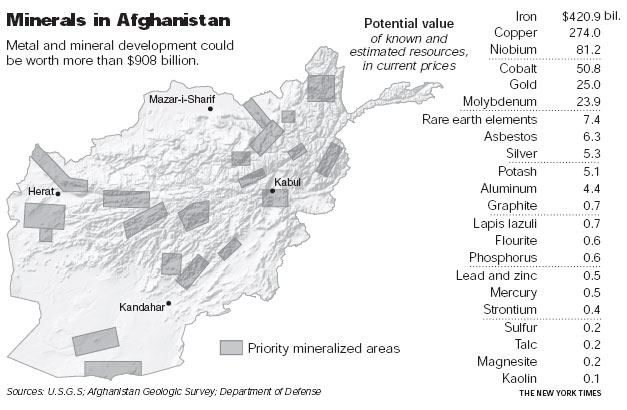 Minerals in Afghanistan
Metal and mineral development could
be worth more than $908 billion.
Potential value
of known and
estimated resources,
in current prices
Iron $420.9 bil.
Copper 274.0
Niobium 81.2
Cobalt 50.8
Gold 25.0
Molybdenum 23.9
Rare earth elements 7.4
Asbestos 6.3
Silver 5.3
Potash 5.1
Aluminum 4.4
Graphite 0.7
Lapis lazuli 0.7
Flourite 0.6
Phosphorus 0.6
Lead and zinc 0.5
Mercury 0.5
Strontium 0.4
Sulfur 0.2
Talc 0.2
Magnesite 0.2
Kaolin 0.1
Mazar-i-Sharif
Herat
Kabul
Kandahar
Priority mineralized areas
Sources: U.S.G.S; Afghanistan Geologic Survey; Department of Defense
THE NEW YORK TIMES